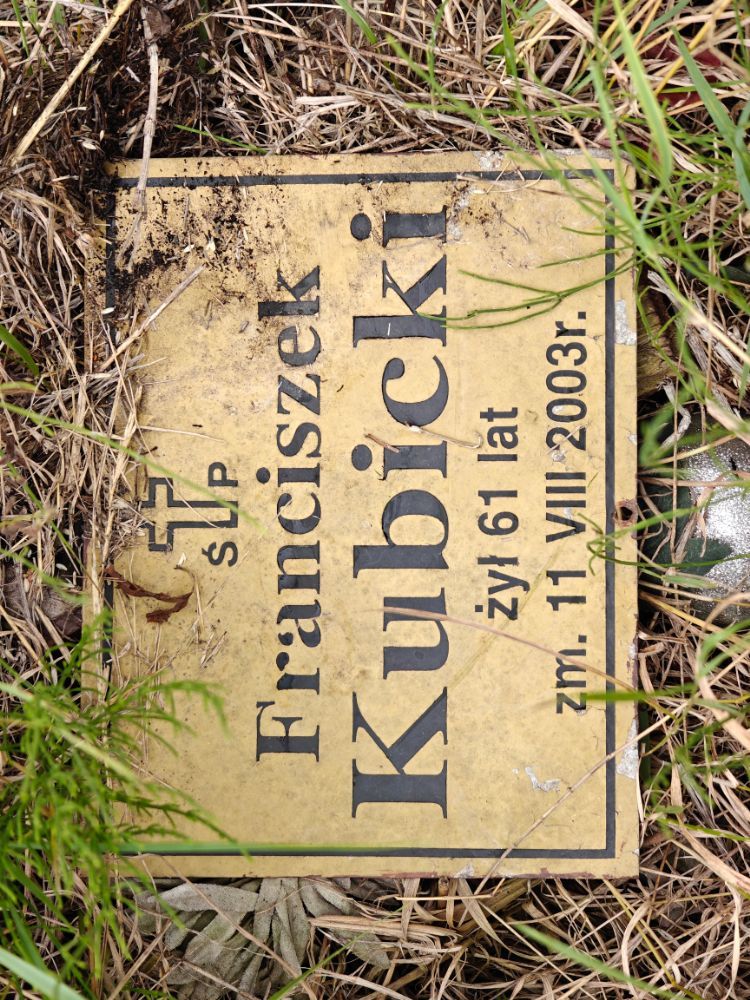 Ś P
Franciszek
Kubicki
żył 61 lat
zm. 11 VIII 2003r.